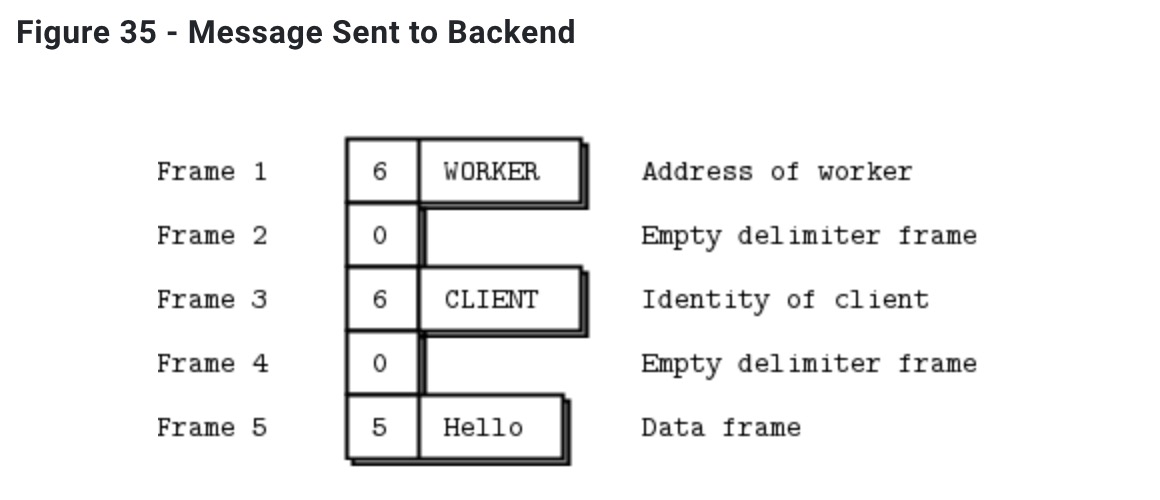 Figure 35 - Message Sent to Backend
Frame 1 6 WORKER Address of worker
Frame 2 0 Empty delimiter frame
Frame 3 6 CLIENT Identity of client
Frame 4 0 Empty delimiter frame
Frame 5 5 Hello Data frame